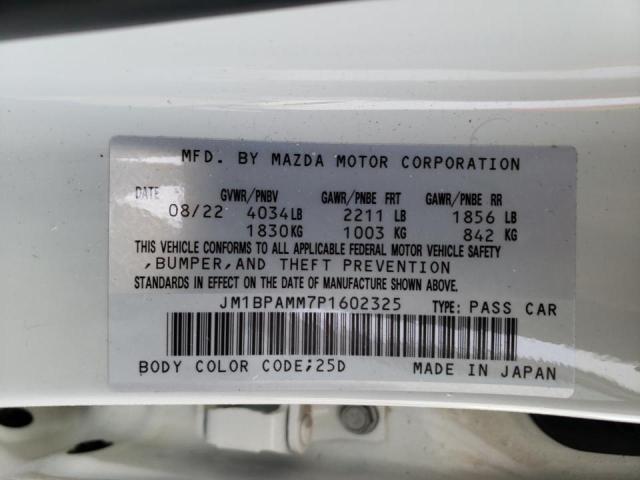 MFD. BY MAZDA MOTOR CORPORATION
DATE GVWR/PNBV GAWR/PNBE FRT GAWR/PNBE RR
08/22 4034LB 2211 LB 1856 LB
1830KG 1003 KG 842 KG
THIS VEHICLE CONFORMS TO ALL APPLICABLE FEDERAL MOTOR VEHICLE SAFETY
,BUMPER,AND THEFT PREVENTION
STANDARDS IN EFFECT ON THE DATE OF MANUFACTURE SHOWN ABOVE.
JM1BPAMM7P1602325 TYPE: PASS CAR
BODY COLOR CODE;25D MADE IN JAPAN